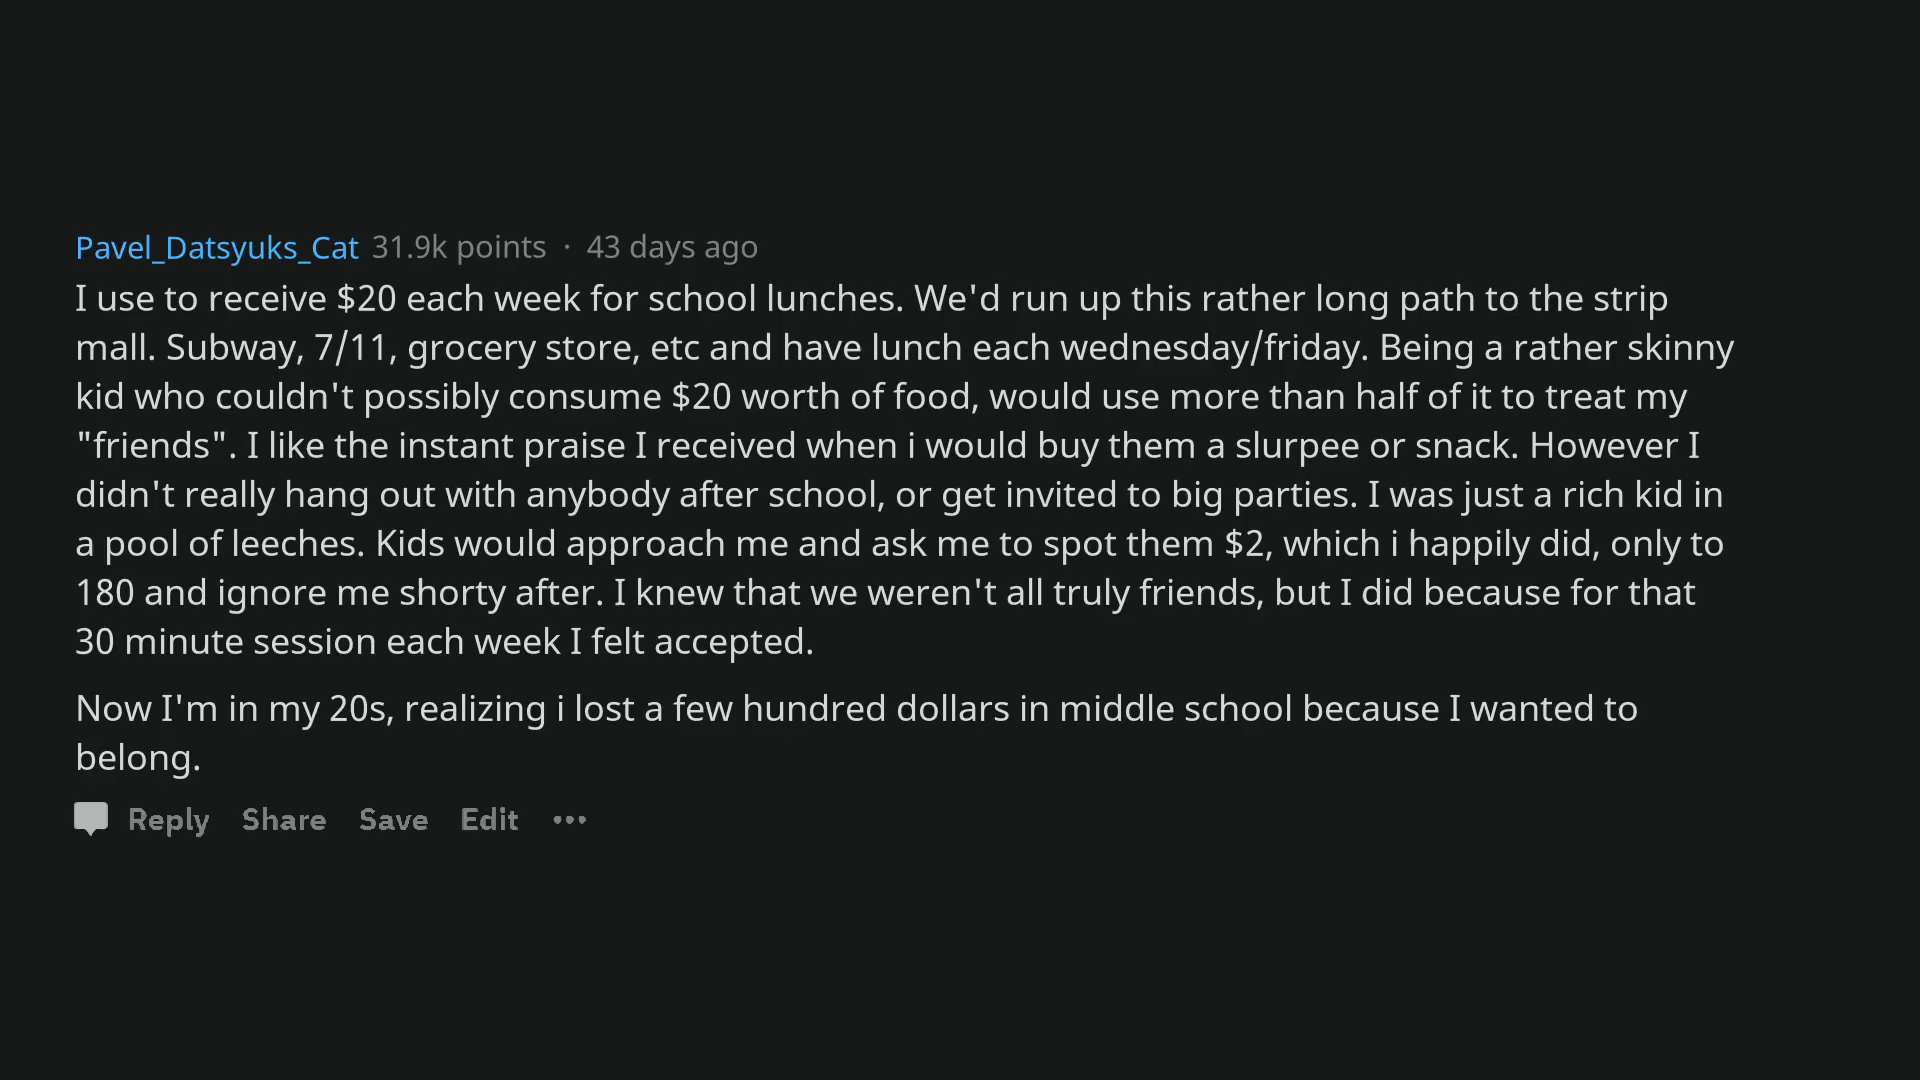 Pavel_Datsyuks_Cat 31.9k points · 43 days ago
I use to receive $20 each week for school lunches. We'd run up this rather long path to the strip
mall. Subway, 7/11, grocery store, etc and have lunch each wednesday/friday. Being a rather skinny
kid who couldn't possibly consume $20 worth of food, would use more than half of it to treat my
"friends". I like the instant praise I received when i would buy them a slurpee or snack. However I
didn't really hang out with anybody after school, or get invited to big parties. I was just a rich kid in
a pool of leeches. Kids would approach me and ask me to spot them $2, which i happily did, only to
180 and ignore me shorty after. I knew that we weren't all truly friends, but I did because for that
30 minute session each week I felt accepted.
Now I'm in my 20s, realizing i lost a few hundred dollars in middle school because I wanted to
belong.
Reply Share Save Edit •••